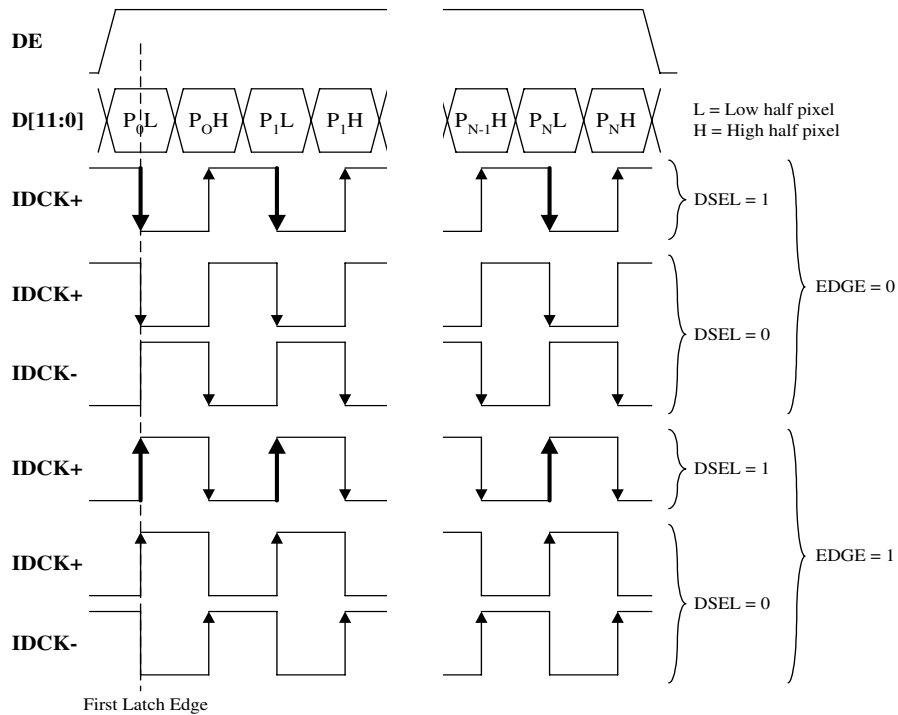 DE
D[11:0]
P0L POH P1L P1H PN-1H PNL PNH
L = Low half pixel
H = High half pixel
IDCK+
DSEL = 1
IDCK+
EDGE = 0
DSEL = 0
IDCK-
IDCK+
DSEL = 1
IDCK+
EDGE = 1
DSEL = 0
IDCK-
First Latch Edge